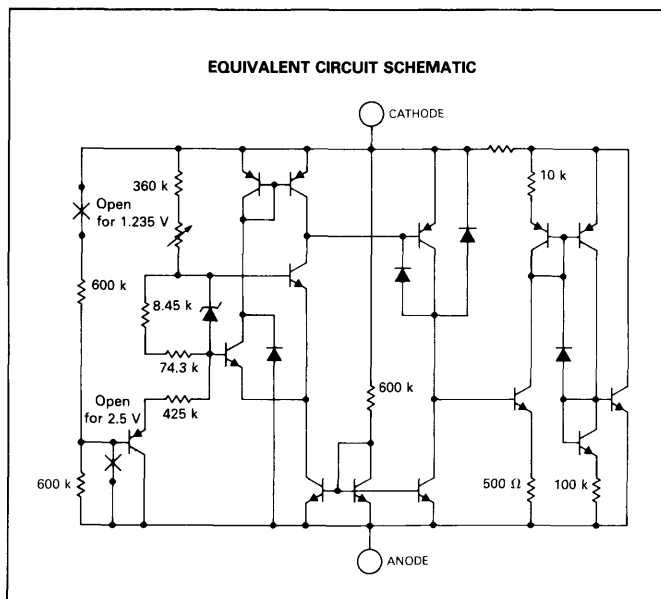 EQUIVALENT CIRCUIT SCHEMATIC
CATHODE
360 k
10 k
Open
for 1.235 V
600 k
8.45 k
74.3 k
600 k
Open
for 2.5 V
425 k
600 k
500 Ω
100 k
ANODE